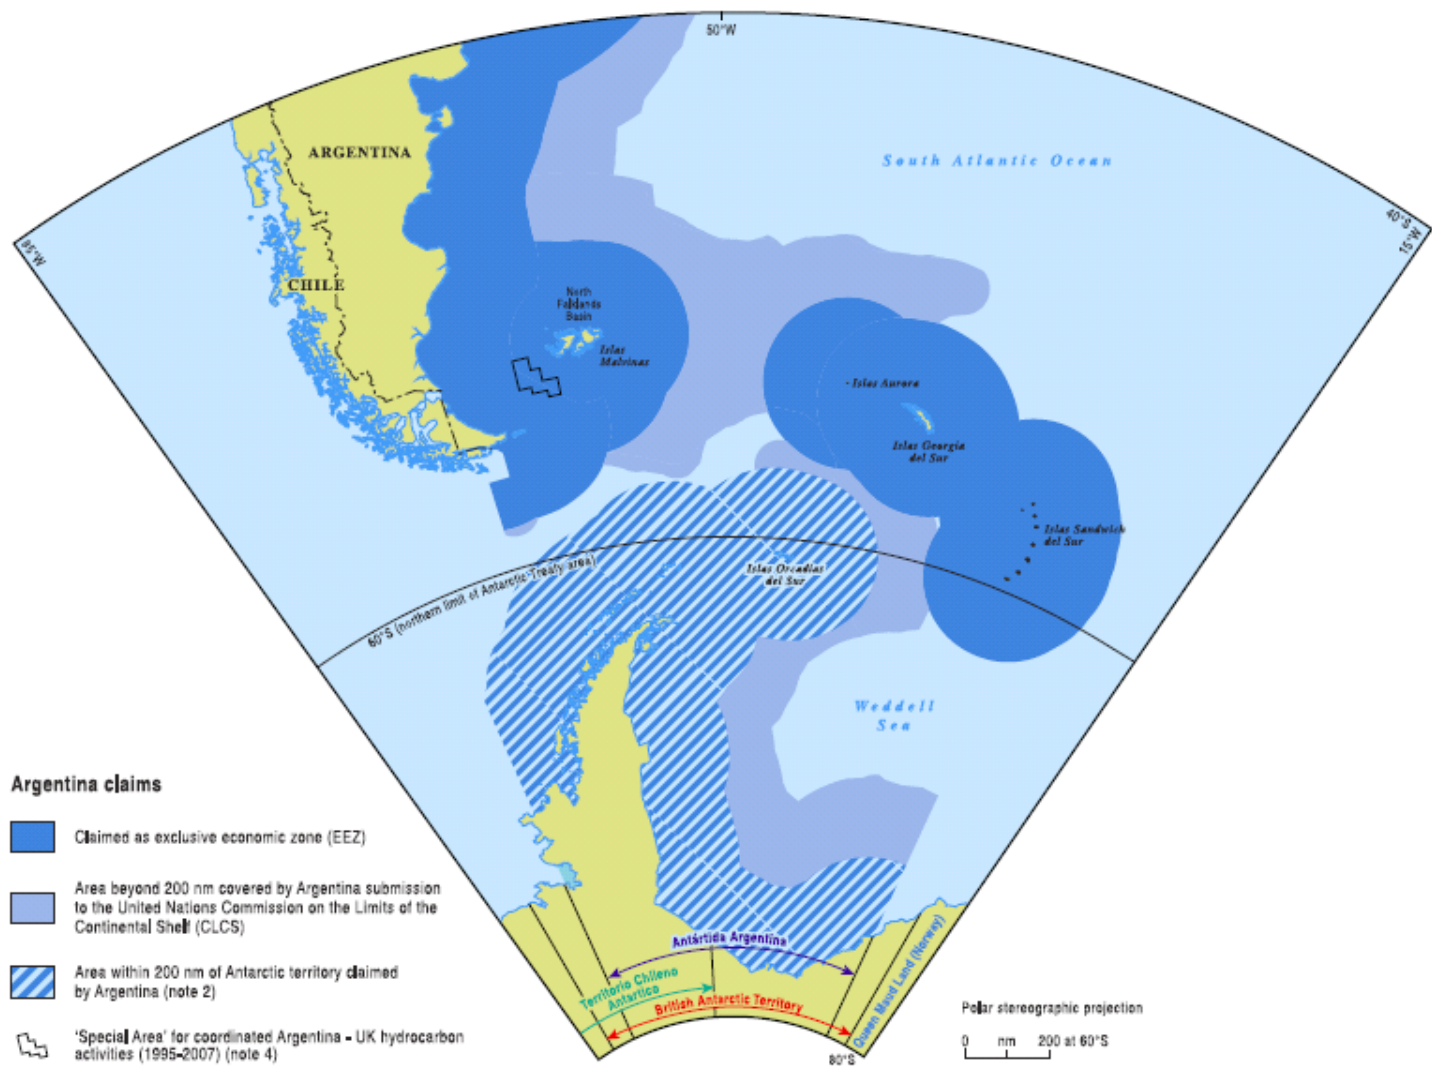 50°W
South Atlantic Ocean
ARGENTINA
40°S
15°W
85°W
CHILE
North
Falklands
Basin
Islas
Malvinas
Islas Aurora
Islas Georgia
del Sur
Islas Sandwich
del Sur
60°S (northern limit of Antarctic Treaty area)
Islas Orcadas
del Sur
Weddell
Sea
Argentina claims
Claimed as exclusive economic zone (EEZ)
Area beyond 200 nm covered by Argentina submission
to the United Nations Commission on the Limits of the
Continental Shelf (CLCS)
Area within 200 nm of Antarctic territory claimed
by Argentina (note 2)
'Special Area' for coordinated Argentina - UK hydrocarbon
activities (1995-2007) (note 4)
Antártida Argentina
Territorio Chileno
Antártico
British Antarctic Territory
Queen Maud Land (Norway)
80°S
Polar stereographic projection
0 nm 200 at 60°S